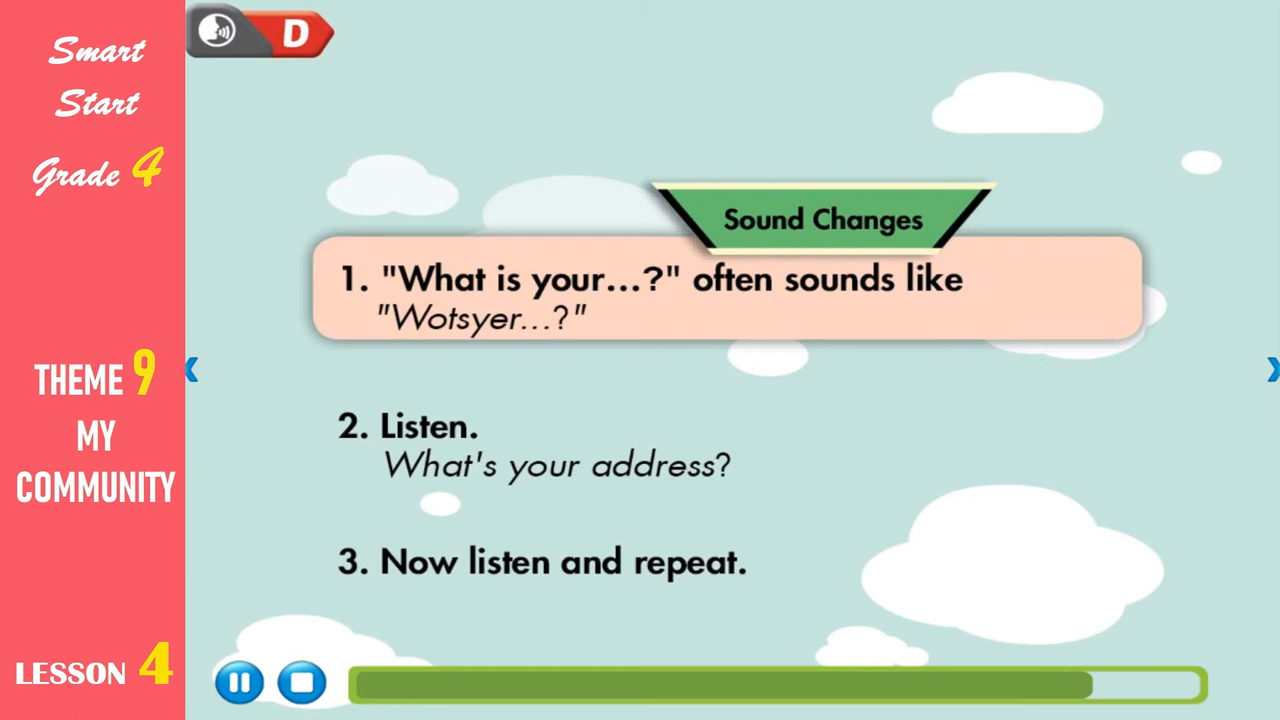 Smart
Start
Grade 4
THEME 9
MY
COMMUNITY
LESSON 4
D
Sound Changes
1. "What is your...?" often sounds like
"Wotsyer...?"
2. Listen.
What's your address?
3. Now listen and repeat.